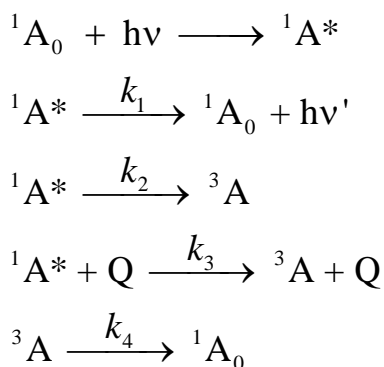 ¹A₀ + hν ⟶ ¹A*
¹A* —k₁→ ¹A₀ + hν'
¹A* —k₂→ ³A
¹A* + Q —k₃→ ³A + Q
³A —k₄→ ¹A₀